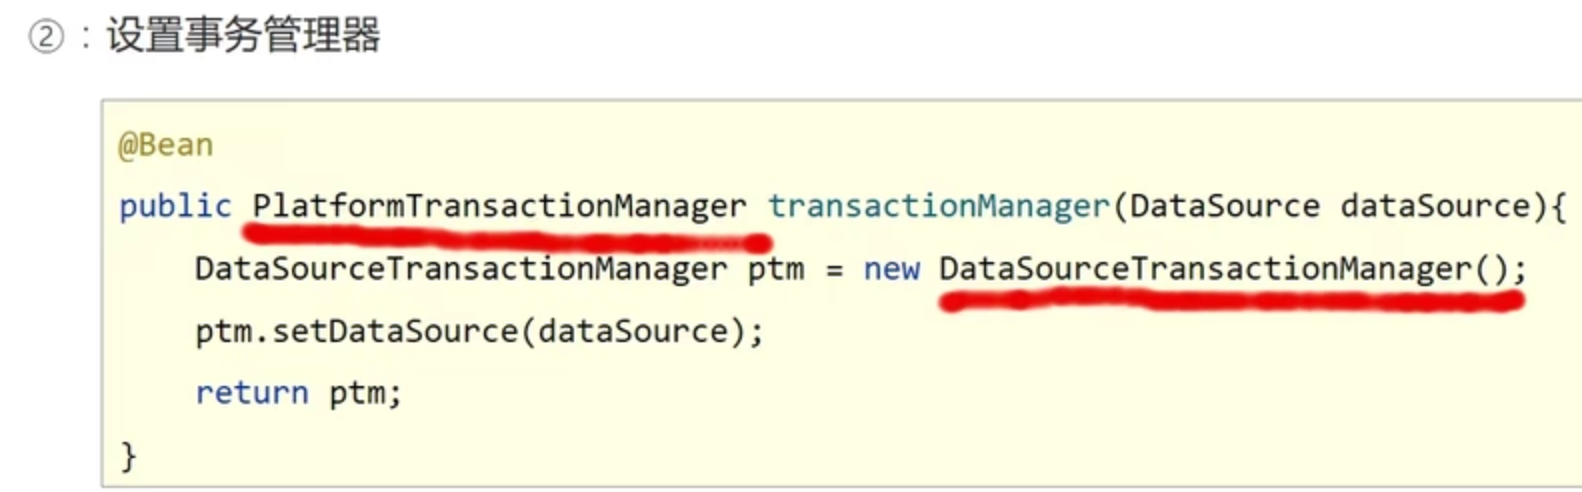 ②：设置事务管理器
@Bean
public PlatformTransactionManager transactionManager(DataSource dataSource){
    DataSourceTransactionManager ptm = new DataSourceTransactionManager();
    ptm.setDataSource(dataSource);
    return ptm;
}